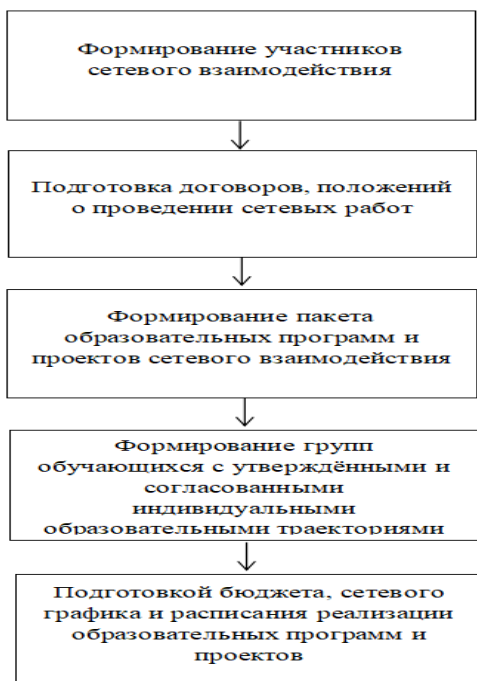 Формирование участников
сетевого взаимодействия
Подготовка договоров, положений
о проведении сетевых работ
Формирование пакета
образовательных программ и
проектов сетевого взаимодействия
Формирование групп
обучающихся с утверждёнными и
согласованными
индивидуальными
образовательными траекториями
Подготовкой бюджета, сетевого
графика и расписания реализации
образовательных программ и
проектов